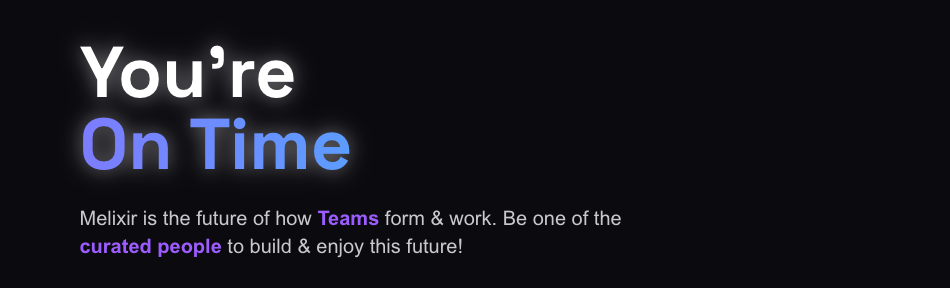 You’re
On Time
Melixir is the future of how Teams form & work. Be one of the
curated people to build & enjoy this future!